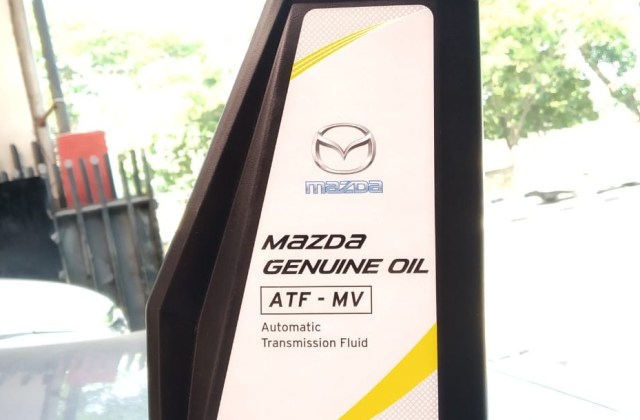 mazda
mazda
GENUINE OIL
ATF - MV
Automatic
Transmission Fluid